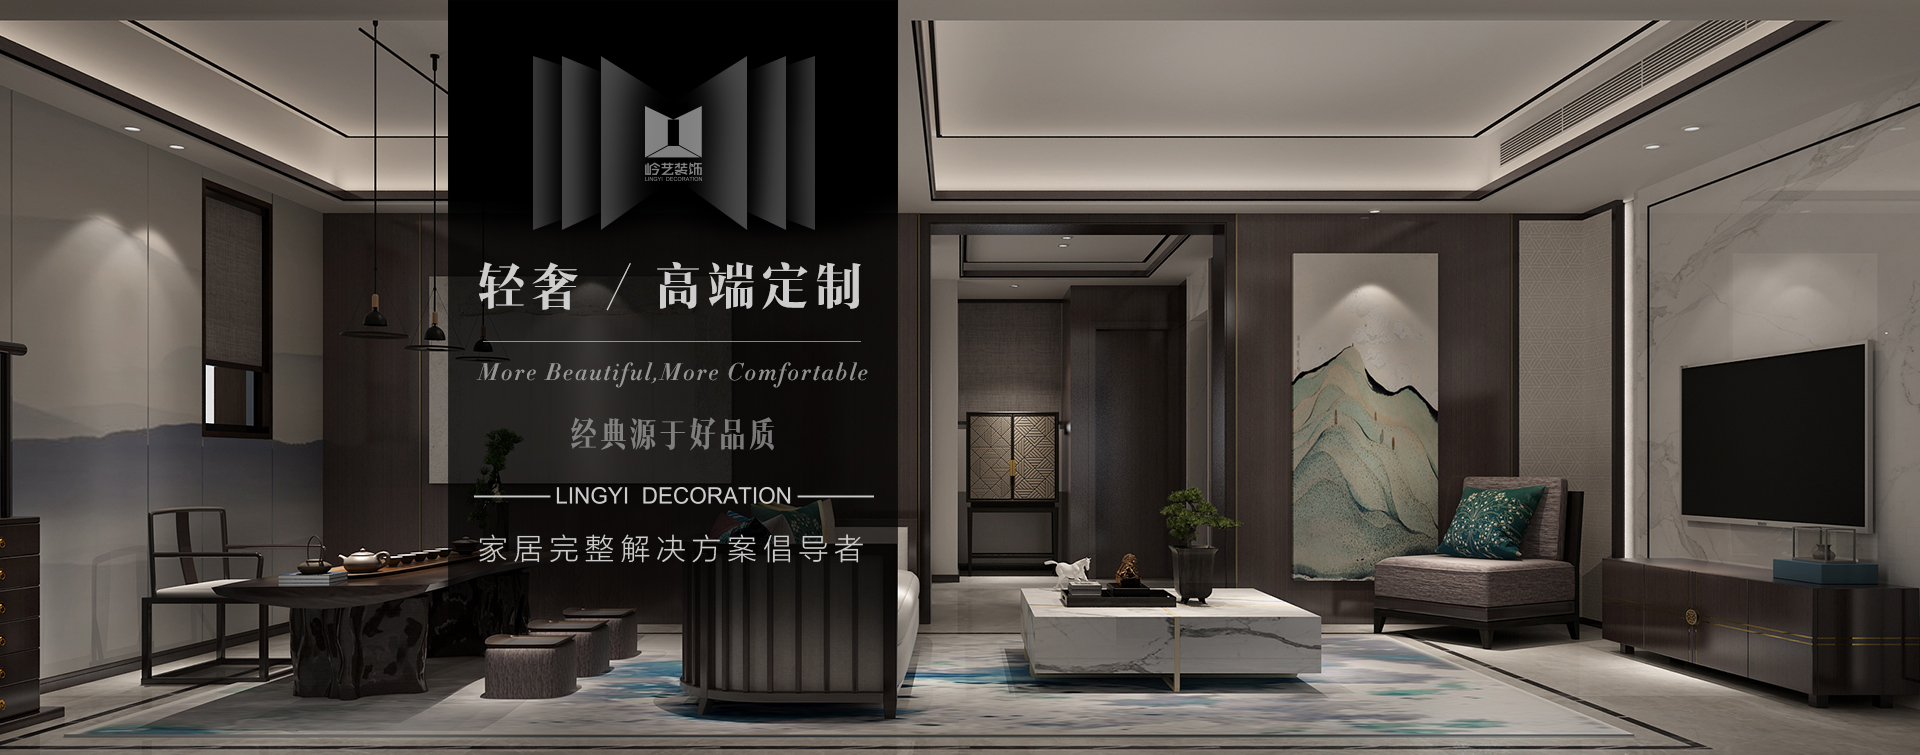 岭艺装饰
LINGYI DECORATION
轻奢 / 高端定制
More Beautiful,More Comfortable
经典源于好品质
LINGYI DECORATION
家居完整解决方案倡导者